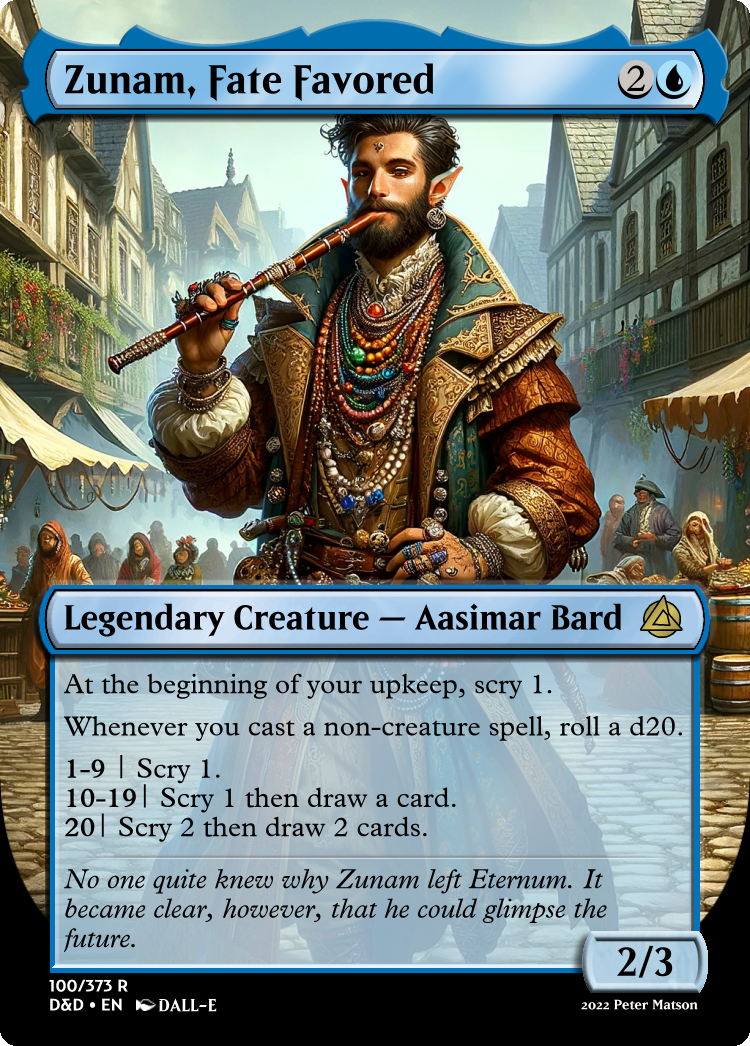 Zunam, Fate Favored 2
Legendary Creature — Aasimar Bard
At the beginning of your upkeep, scry 1.
Whenever you cast a non-creature spell, roll a d20.
1-9 | Scry 1.
10-19| Scry 1 then draw a card.
20| Scry 2 then draw 2 cards.
No one quite knew why Zunam left Eternum. It
became clear, however, that he could glimpse the
future.
2/3
100/373 R
D&D • EN DALL-E
2022 Peter Matson